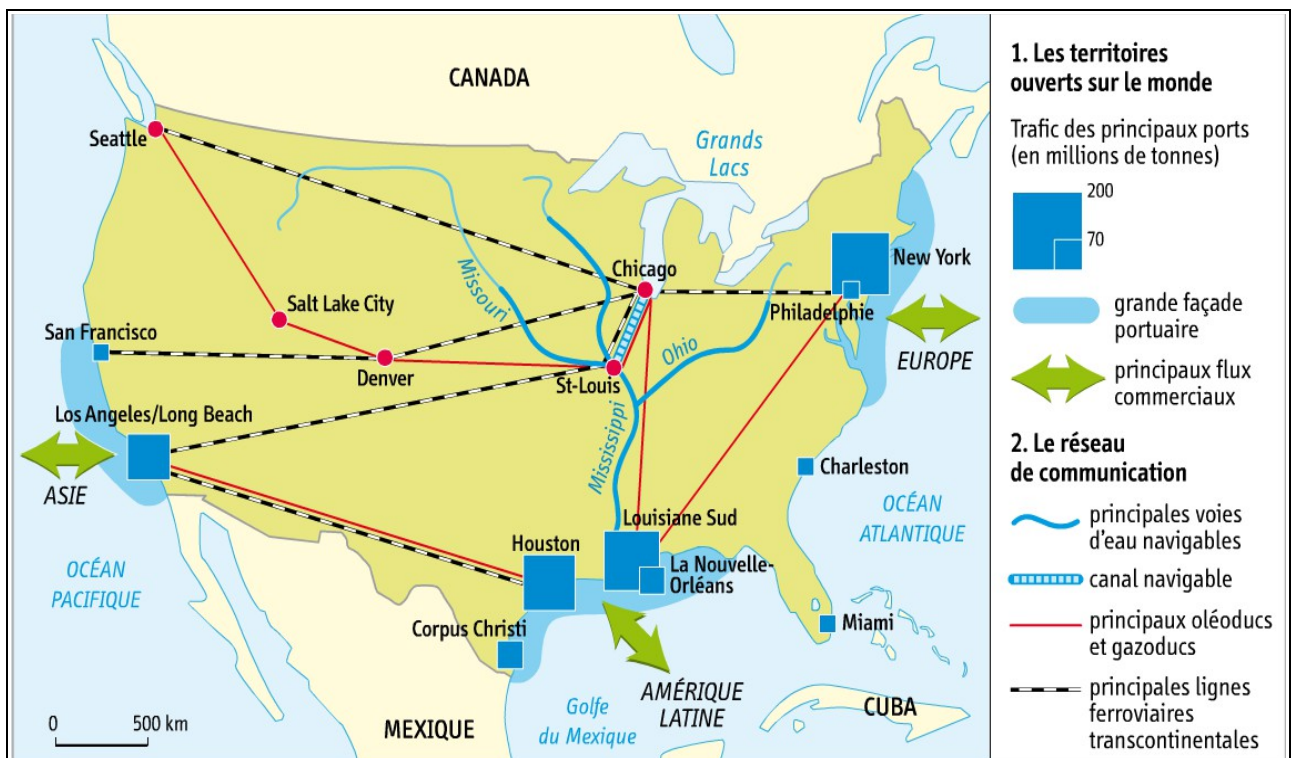 CANADA
Grands
Lacs
Seattle
Missouri
Chicago
New York
Salt Lake City
Philadelphie
San Francisco
Denver
St-Louis
Ohio
EUROPE
Los Angeles/Long Beach
Mississippi
ASIE
Charleston
OCÉAN
ATLANTIQUE
Louisiane Sud
Houston
La Nouvelle-
Orléans
OCÉAN
PACIFIQUE
Corpus Christi
Miami
AMÉRIQUE
LATINE
CUBA
Golfe
du Mexique
MEXIQUE
0 500 km
1. Les territoires
ouverts sur le monde
Trafic des principaux ports
(en millions de tonnes)
200
70
grande façade
portuaire
principaux flux
commerciaux
2. Le réseau
de communication
principales voies
d'eau navigables
canal navigable
principaux oléoducs
et gazoducs
principales lignes
ferroviaires
transcontinentales